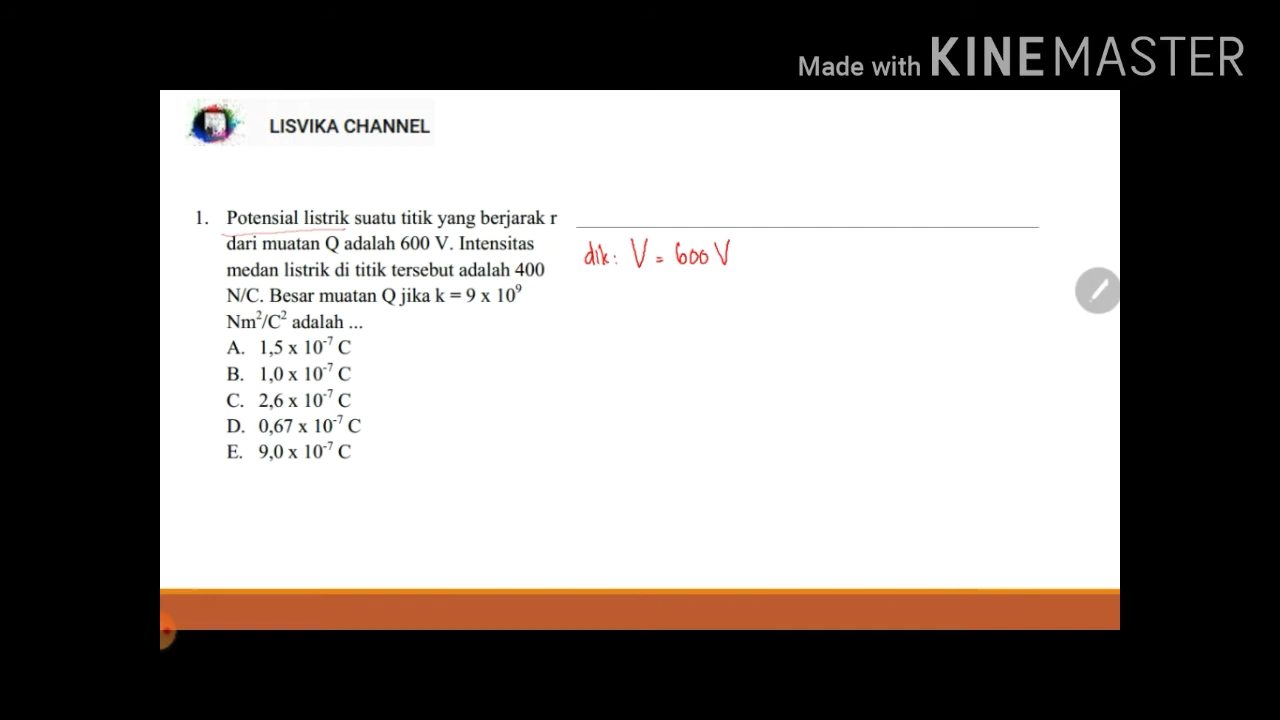 Made with KINEMASTER
LISVIKA CHANNEL
1. Potensial listrik suatu titik yang berjarak r
dari muatan Q adalah 600 V. Intensitas
medan listrik di titik tersebut adalah 400
N/C. Besar muatan Q jika k = 9 x 10⁹
Nm²/C² adalah ...
A. 1,5 x 10⁻⁷ C
B. 1,0 x 10⁻⁷ C
C. 2,6 x 10⁻⁷ C
D. 0,67 x 10⁻⁷ C
E. 9,0 x 10⁻⁷ C
dik: V = 600 V